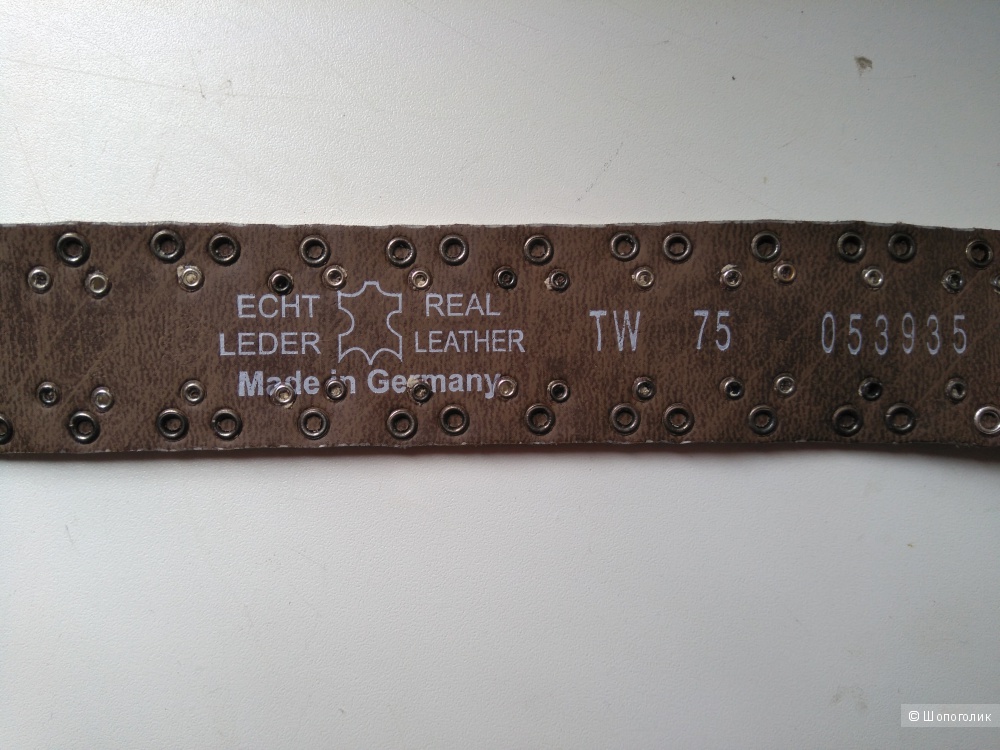 ECHT REAL TW 75 053935
LEDER LEATHER
Made in Germany
© Шопоголик